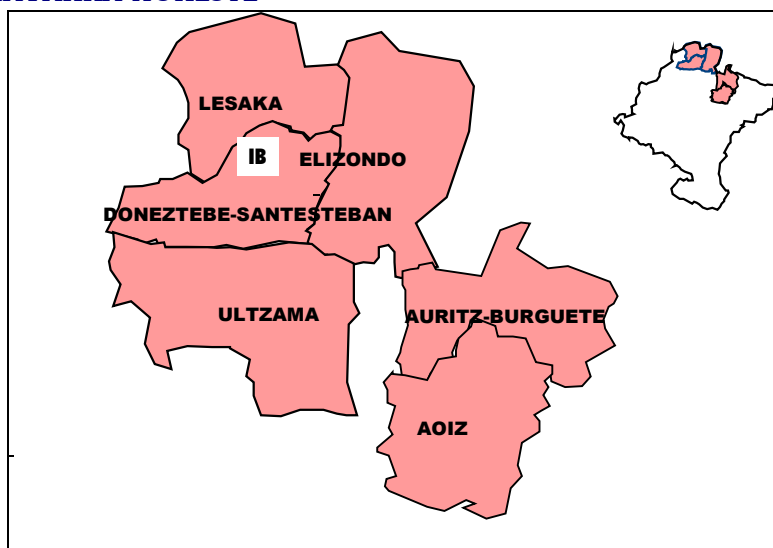 LESAKA
IB
ELIZONDO
DONEZTEBE-SANTESTEBAN
ULTZAMA
AURITZ-BURGUETE
AOIZ